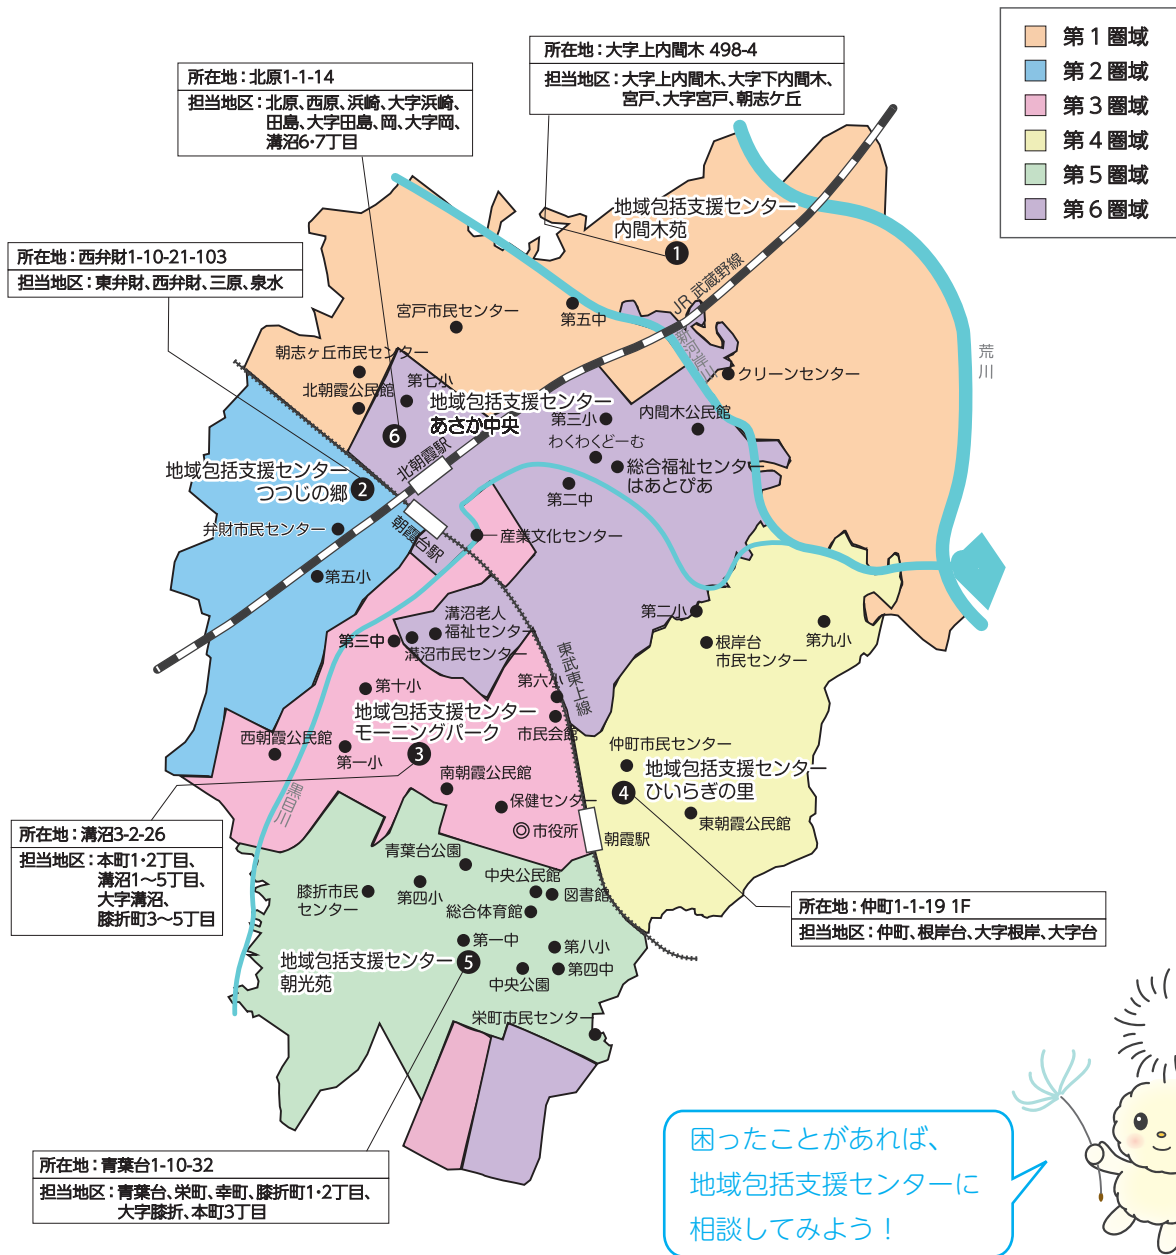 第1圏域
第2圏域
第3圏域
第4圏域
第5圏域
第6圏域
所在地：大字上内間木 498-4
担当地区：大字上内間木、大字下内間木、
宮戸、大字宮戸、朝志ケ丘
所在地：北原1-1-14
担当地区：北原、西原、浜崎、大字浜崎、
田島、大字田島、岡、大字岡、
溝沼6・7丁目
所在地：西弁財1-10-21-103
担当地区：東弁財、西弁財、三原、泉水
地域包括支援センター
内間木苑
1
JR 武蔵野線
新河岸川
荒川
宮戸市民センター
第五中
朝志ヶ丘市民センター
北朝霞公民館
第七小
クリーンセンター
地域包括支援センター
あさか中央
6
第三小
内間木公民館
わくわくどーむ
総合福祉センター
はあとぴあ
第二中
北朝霞駅
地域包括支援センター
つつじの郷
2
朝霞台駅
弁財市民センター
産業文化センター
第五小
溝沼老人
福祉センター
第三中
溝沼市民センター
第二小
根岸台
市民センター
第九小
東武東上線
第六小
第十小
市民会館
地域包括支援センター
モーニングパーク
3
西朝霞公民館
第一小
仲町市民センター
地域包括支援センター
ひいらぎの里
4
南朝霞公民館
保健センター
東朝霞公民館
黒目川
市役所
朝霞駅
所在地：溝沼3-2-26
担当地区：本町1・2丁目、
溝沼1～5丁目、
大字溝沼、
膝折町3～5丁目
青葉台公園
中央公民館
図書館
膝折市民
センター
第四小
総合体育館
所在地：仲町1-1-19 1F
担当地区：仲町、根岸台、大字根岸、大字台
第一中
第八小
地域包括支援センター
朝光苑
5
中央公園
第四中
栄町市民センター
所在地：青葉台1-10-32
担当地区：青葉台、栄町、幸町、膝折町1・2丁目、
大字膝折、本町3丁目
困ったことがあれば、
地域包括支援センターに
相談してみよう！